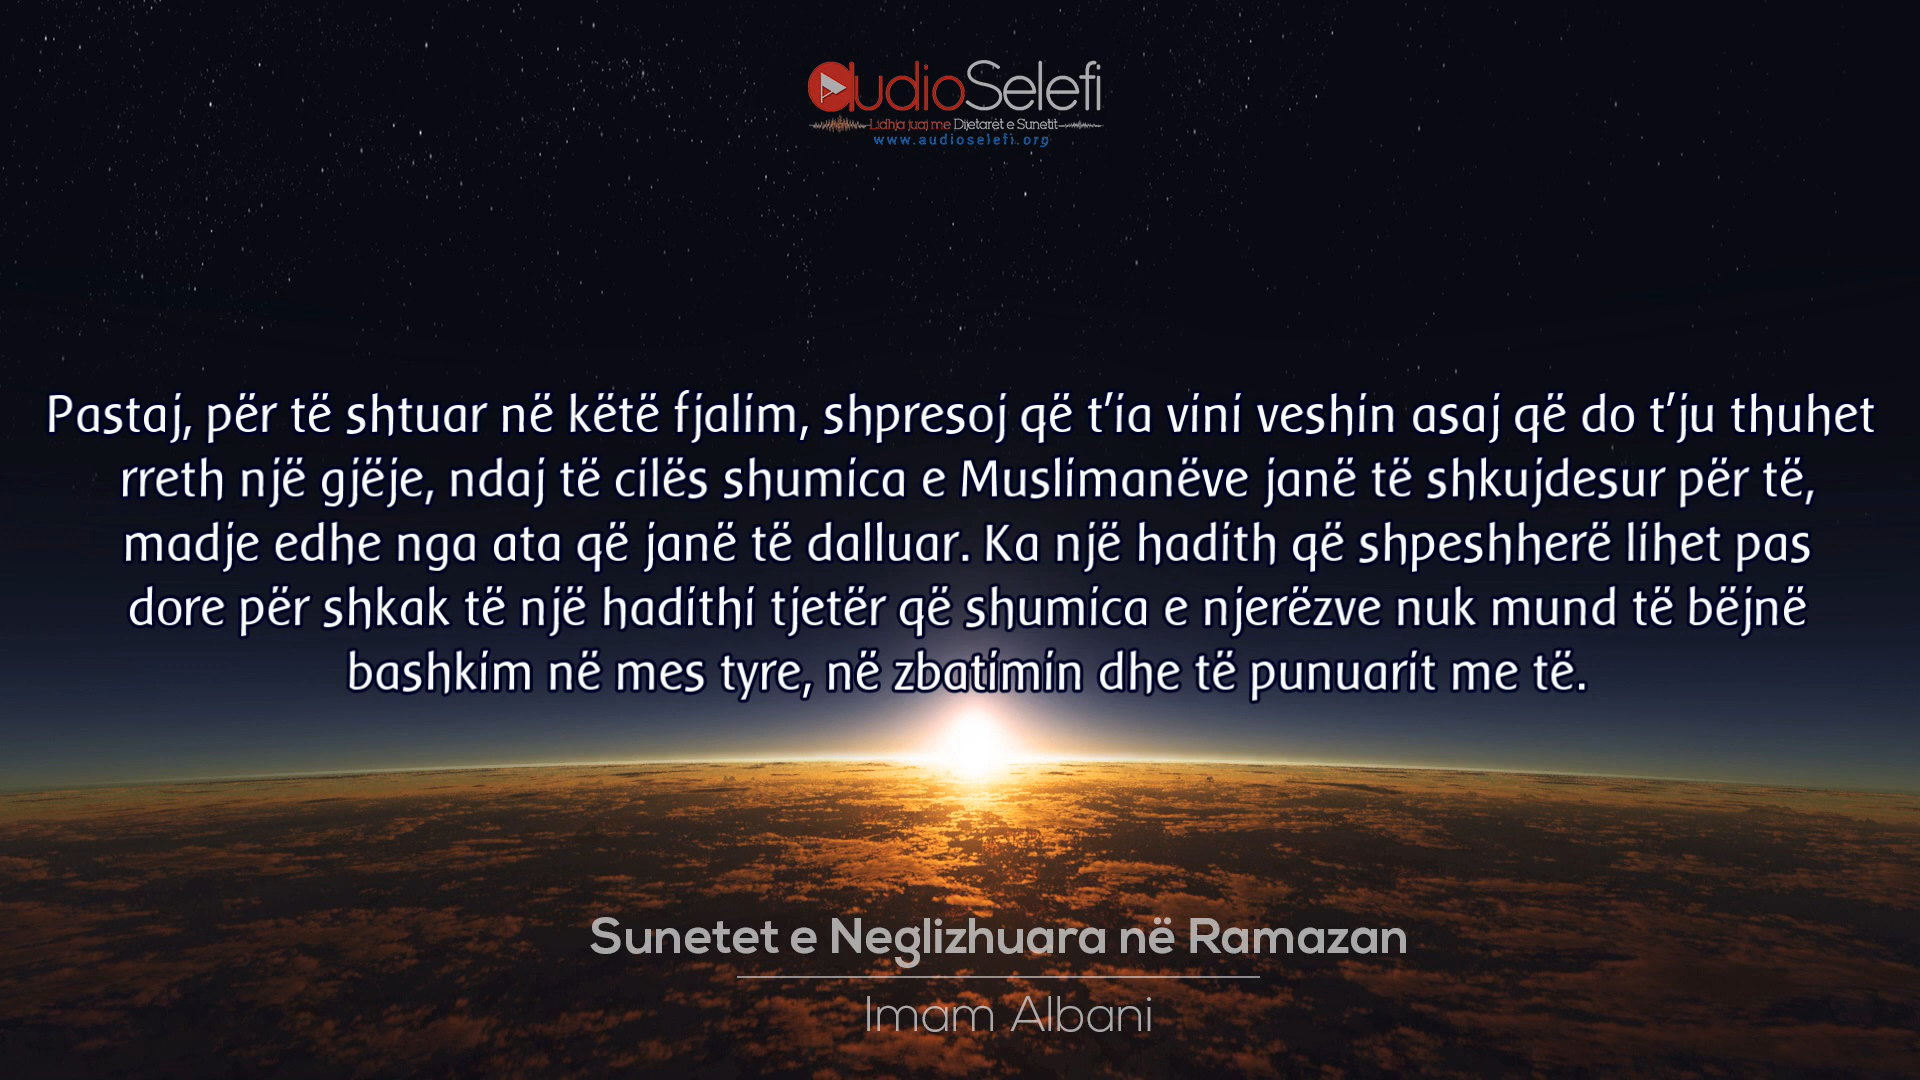 audioSelefi
Lidhja juaj me Dijetarët e Sunetit
www.audioselefi.org
Pastaj, për të shtuar në këtë fjalim, shpresoj që t’ia vini veshin asaj që do t’ju thuhet
rreth një gjëje, ndaj të cilës shumica e Muslimanëve janë të shkujdesur për të,
madje edhe nga ata që janë të dalluar. Ka një hadith që shpeshherë lihet pas
dore për shkak të një hadithi tjetër që shumica e njerëzve nuk mund të bëjnë
bashkim në mes tyre, në zbatimin dhe të punuarit me të.
Sunetet e Neglizhuara në Ramazan
Imam Albani